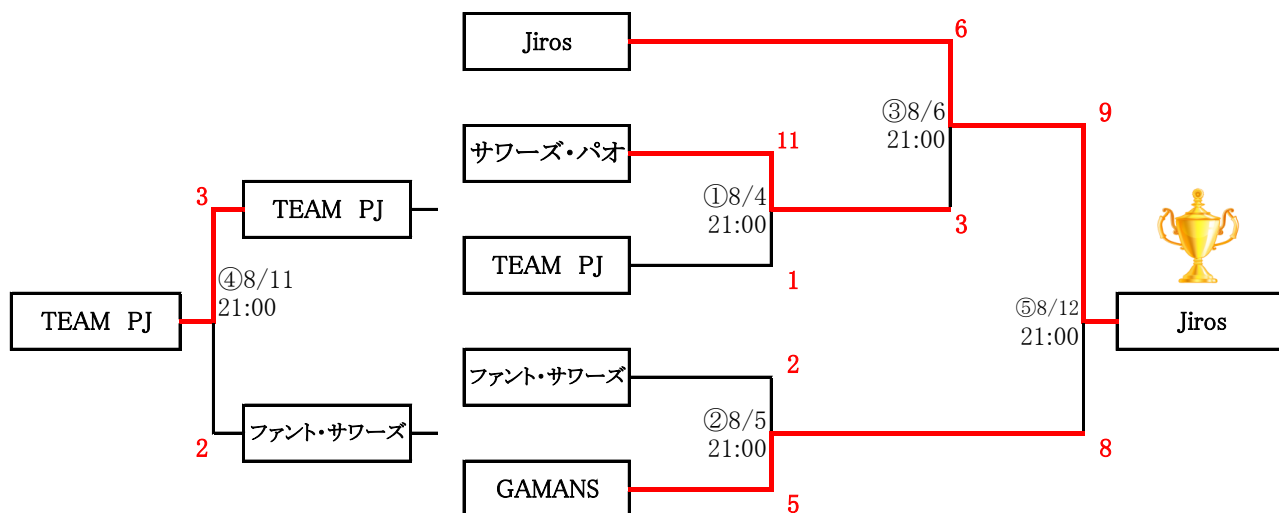 6
Jiros
③8/6
21:00
9
サワーズ・パオ
11
①8/4
21:00
3
TEAM PJ
3
TEAM PJ
1
④8/11
21:00
TEAM PJ
⑤8/12
21:00
Jiros
ファント・サワーズ
2
②8/5
21:00
ファント・サワーズ
2
8
GAMANS
5